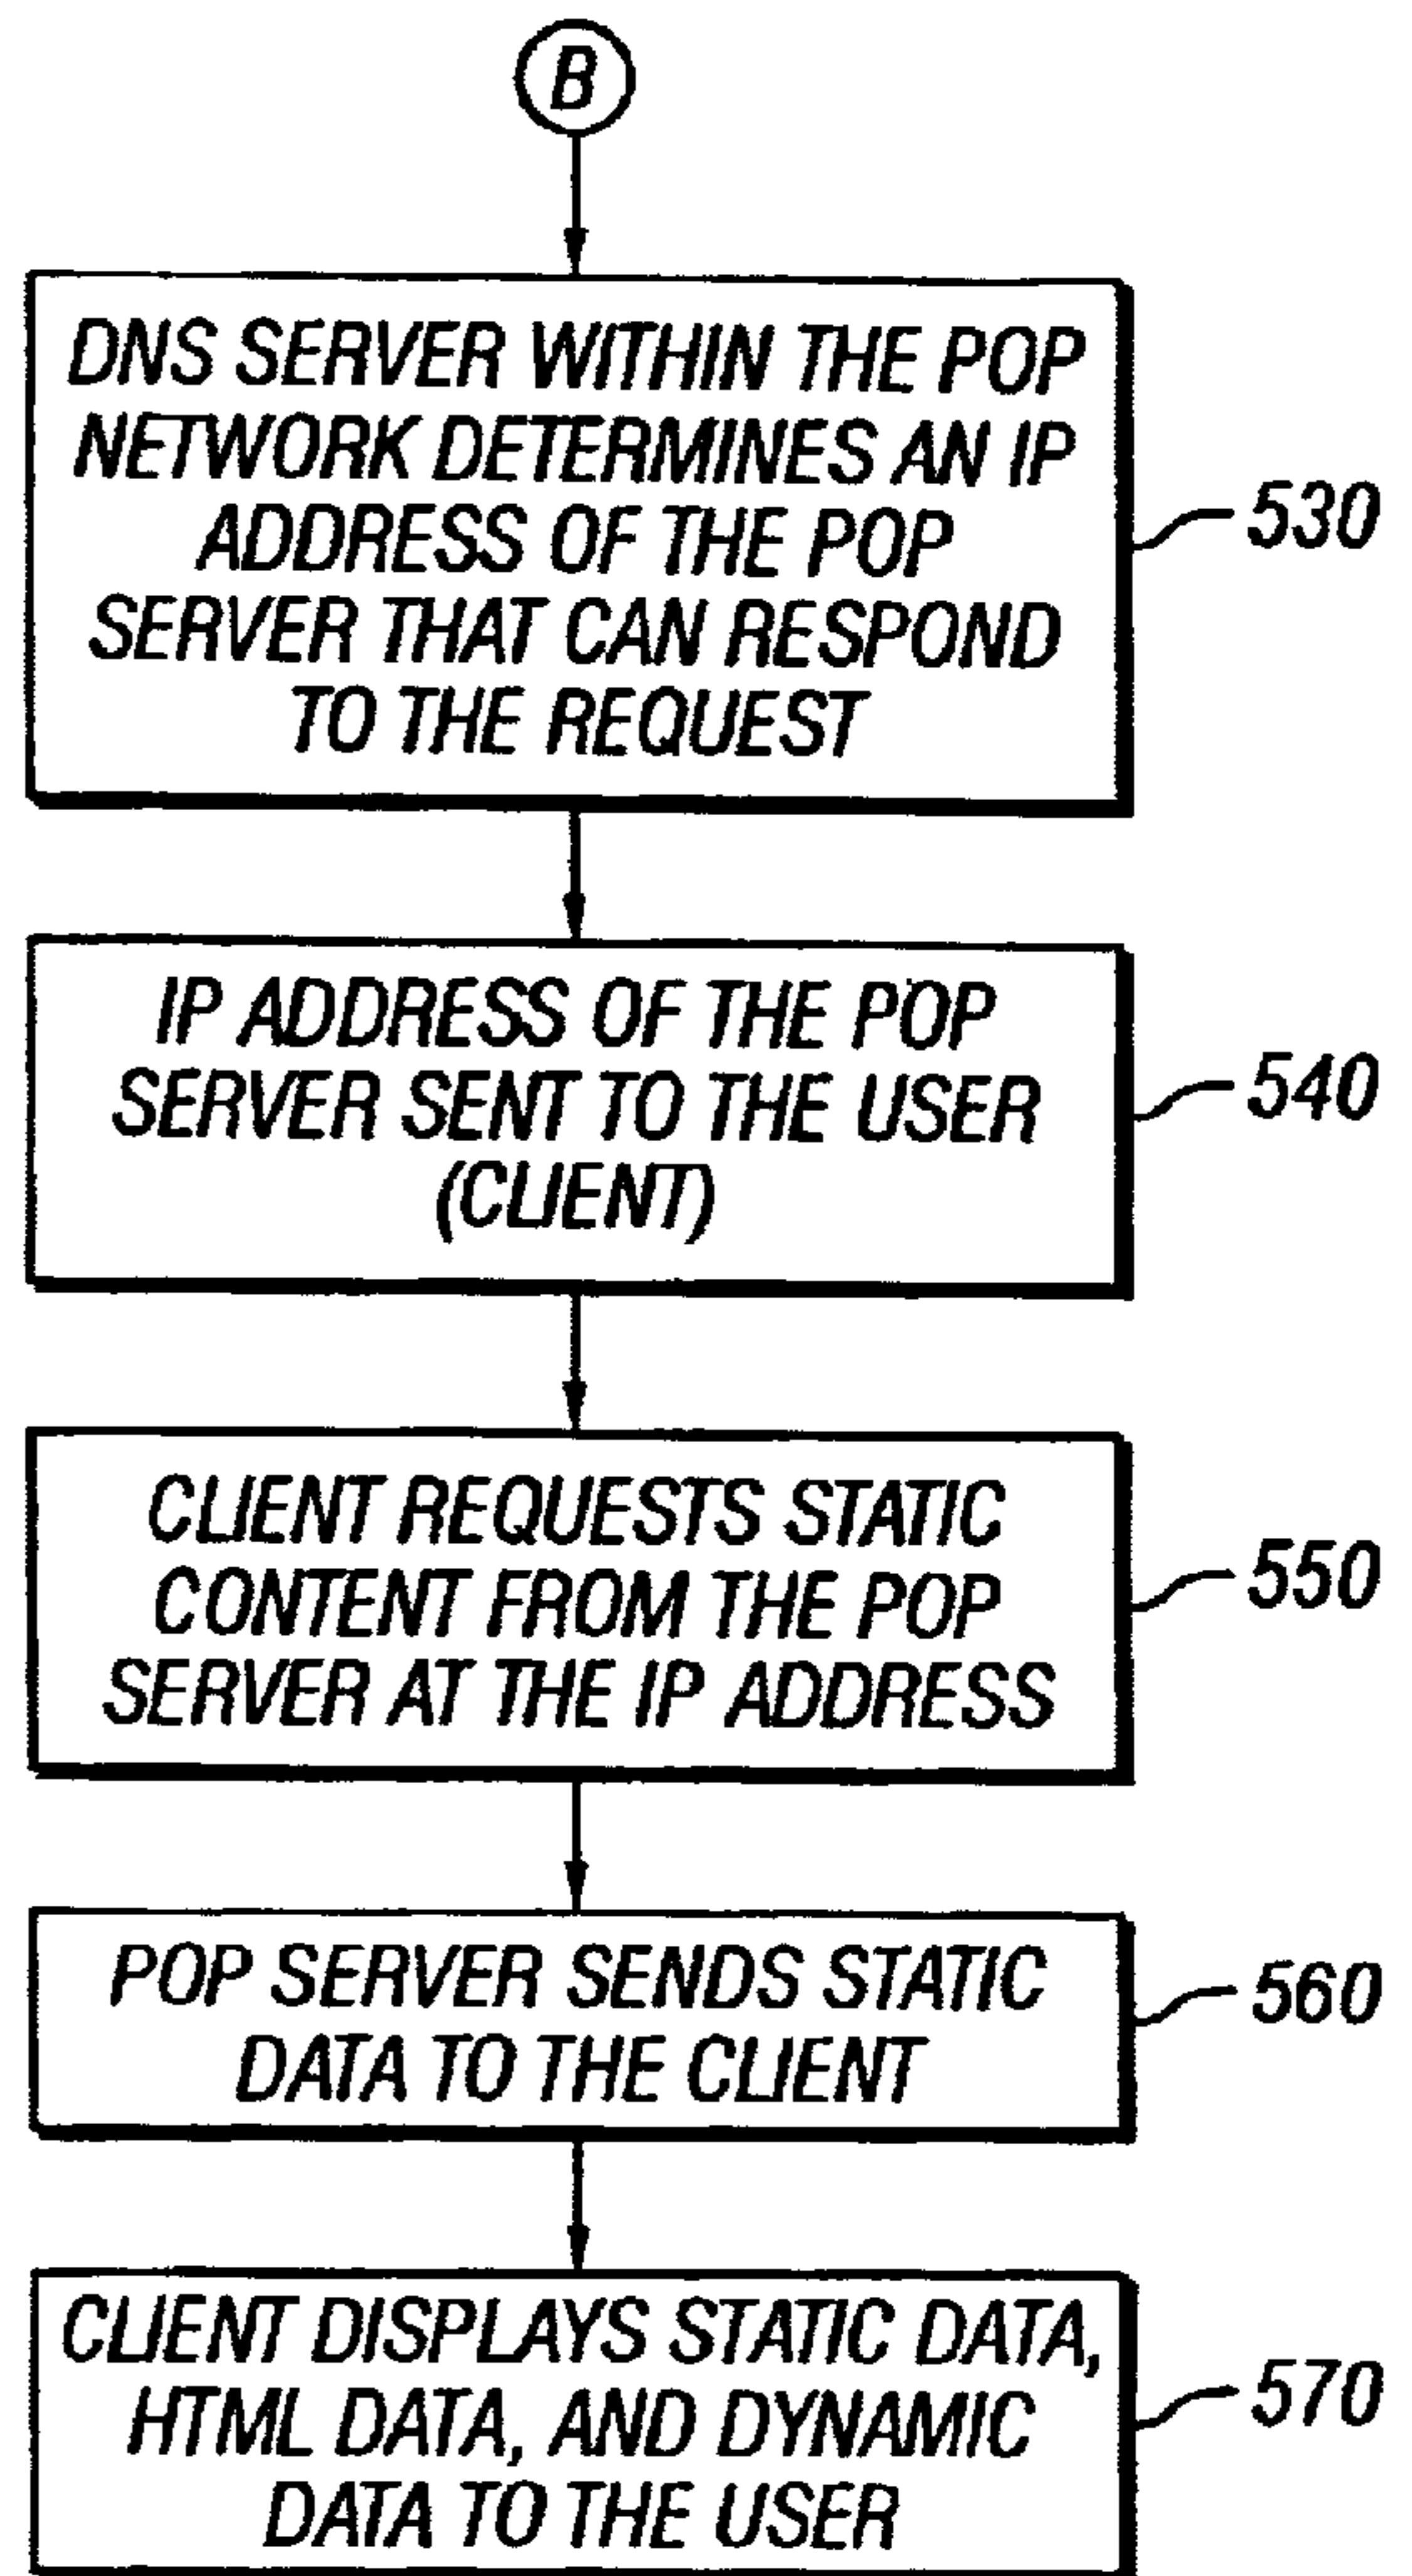 B
DNS SERVER WITHIN THE POP
NETWORK DETERMINES AN IP
ADDRESS OF THE POP
SERVER THAT CAN RESPOND
TO THE REQUEST
530
IP ADDRESS OF THE POP
SERVER SENT TO THE USER
(CLIENT)
540
CLIENT REQUESTS STATIC
CONTENT FROM THE POP
SERVER AT THE IP ADDRESS
550
POP SERVER SENDS STATIC
DATA TO THE CLIENT
560
CLIENT DISPLAYS STATIC DATA,
HTML DATA, AND DYNAMIC
DATA TO THE USER
570